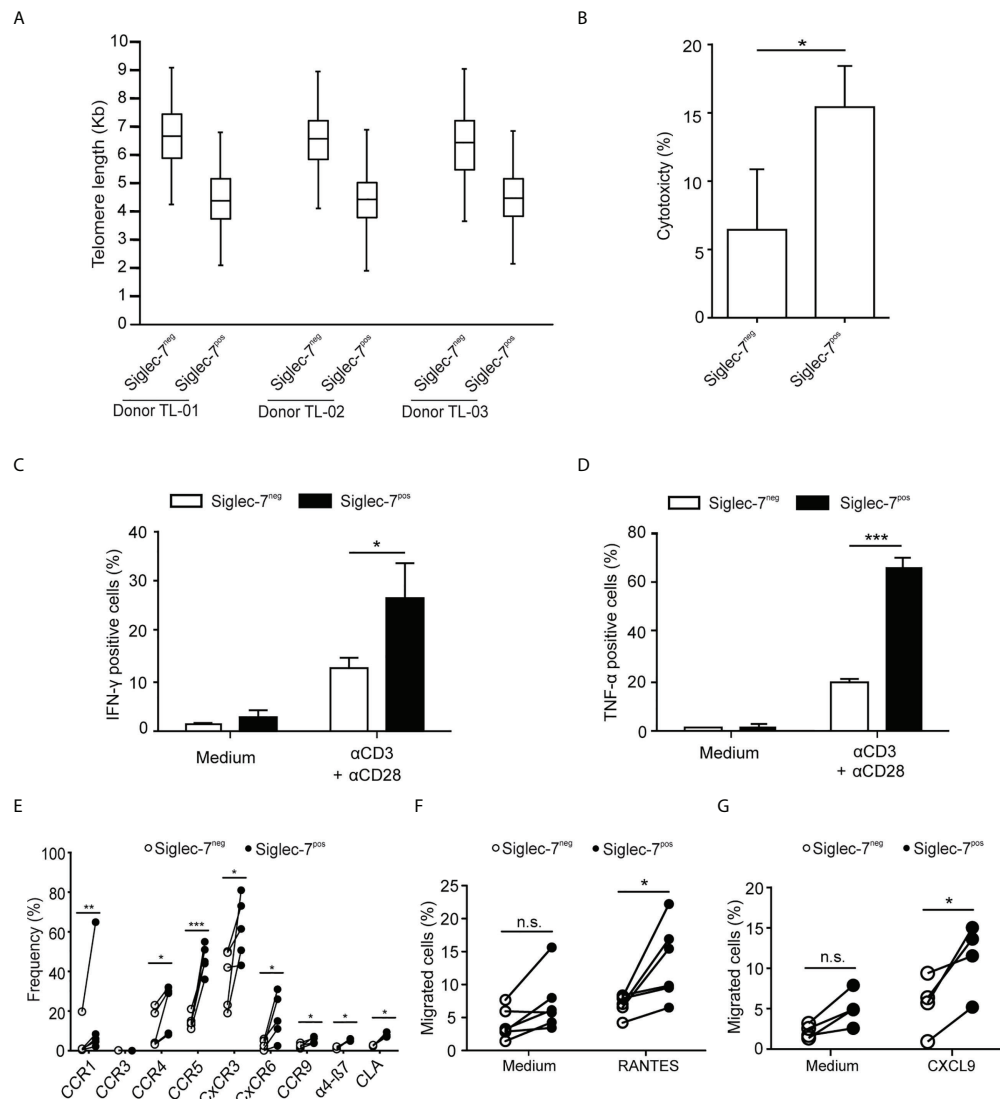 A
Telomere length (Kb)
10
9
8
7
6
5
4
3
2
1
0
Siglec-7neg
Siglec-7pos
Siglec-7neg
Siglec-7pos
Siglec-7neg
Siglec-7pos
Donor TL-01
Donor TL-02
Donor TL-03
B
Cytotoxicty (%)
20
15
10
5
0
*
Siglec-7neg
Siglec-7pos
C
Siglec-7neg
Siglec-7pos
IFN-γ positive cells (%)
40
30
20
10
0
*
Medium
αCD3
+ αCD28
D
Siglec-7neg
Siglec-7pos
TNF-α positive cells (%)
80
60
40
20
0
***
Medium
αCD3
+ αCD28
E
Siglec-7neg
Siglec-7pos
Frequency (%)
100
80
60
40
20
0
**
*
***
*
*
*
*
*
CCR1
CCR3
CCR4
CCR5
CxCR3
CxCR6
CCR9
α4-ß7
CLA
F
Siglec-7neg
Siglec-7pos
Migrated cells (%)
25
20
15
10
5
0
n.s.
*
Medium
RANTES
G
Siglec-7neg
Siglec-7pos
Migrated cells (%)
20
15
10
5
0
n.s.
*
Medium
CXCL9